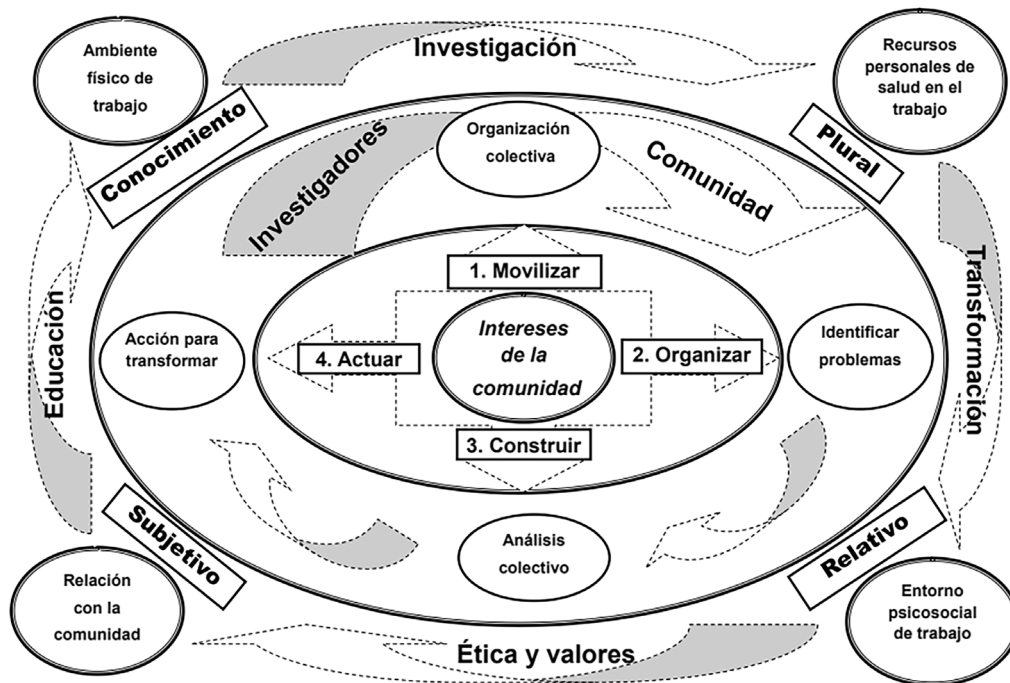 Ambiente
físico de
trabajo
Investigación
Recursos
personales de
salud en el
trabajo
Conocimiento
Plural
Investigadores
Organización
colectiva
Comunidad
1. Movilizar
Educación
Acción para
transformar
4. Actuar
Intereses
de la
comunidad
2. Organizar
Identificar
problemas
Transformación
3. Construir
Subjetivo
Análisis
colectivo
Relativo
Relación
con la
comunidad
Ética y valores
Entorno
psicosocial
de trabajo